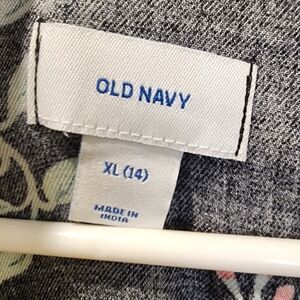 OLD NAVY
XL (14)
MADE IN
INDIA